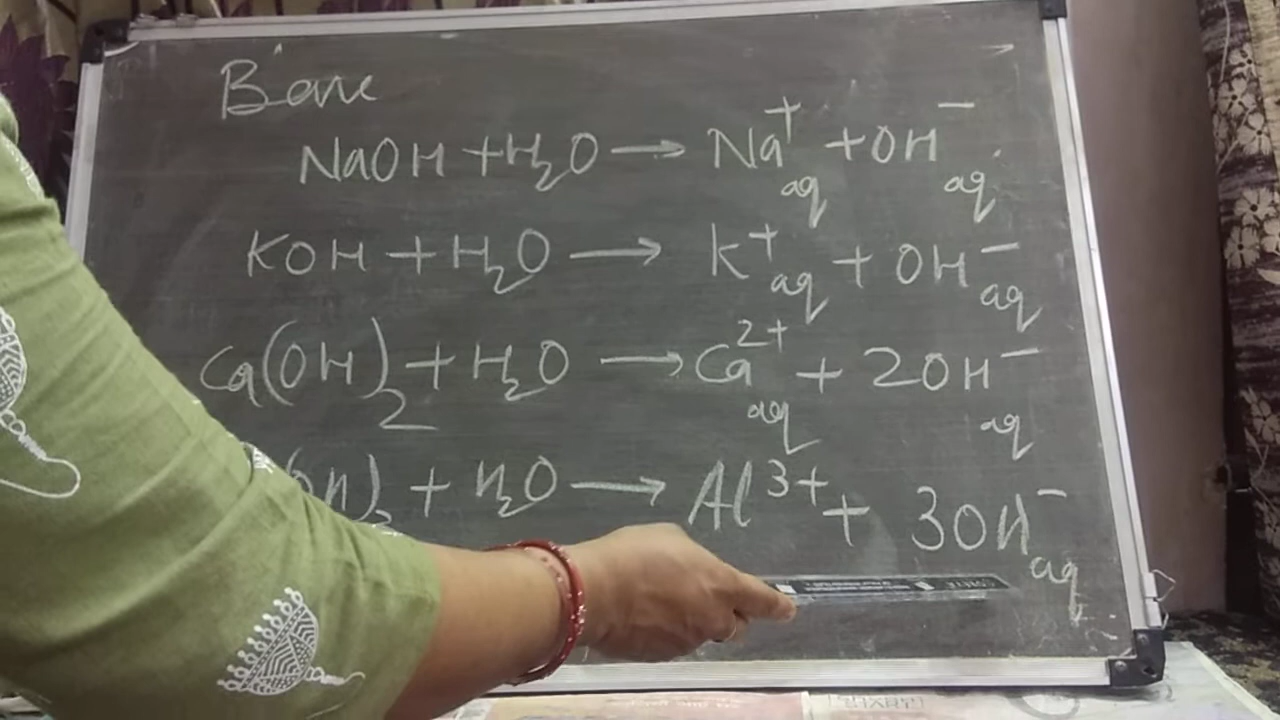 Base
NaOH + H₂O → Na⁺aq + OH⁻aq
KOH + H₂O → K⁺aq + OH⁻aq
Ca(OH)₂ + H₂O → Ca²⁺aq + 2OH⁻aq
(OH)₃ + H₂O → Al³⁺ + 3OH⁻aq